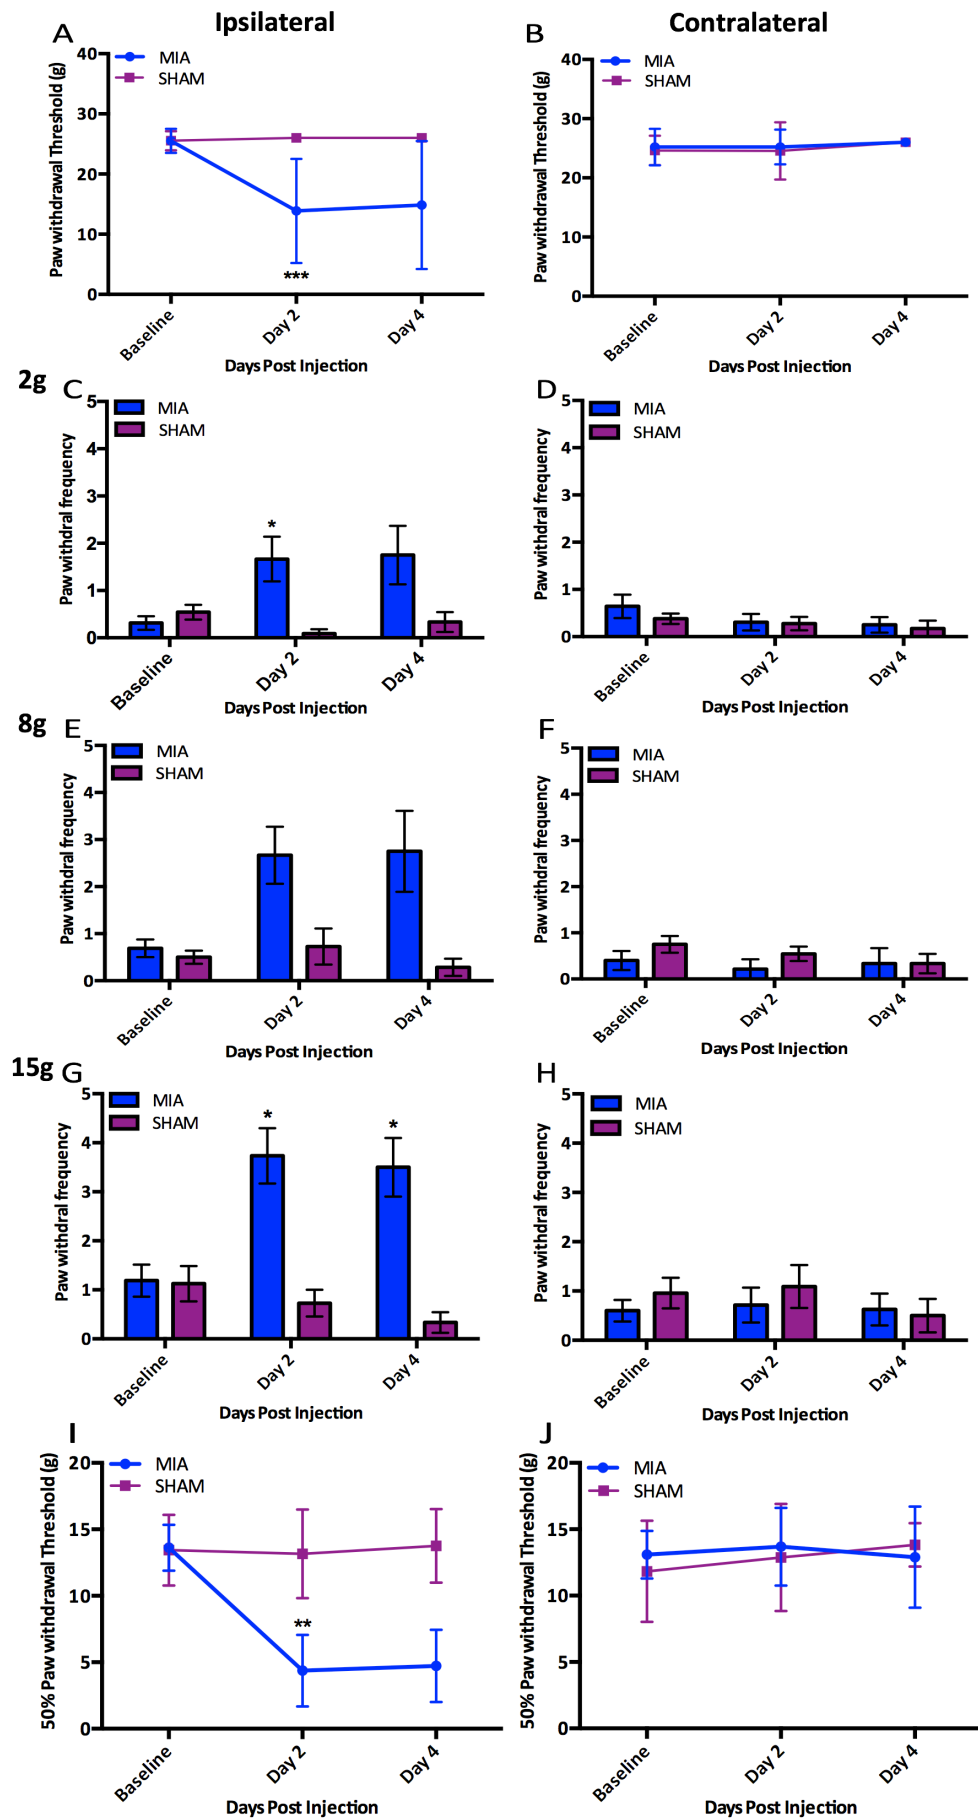 Ipsilateral
Contralateral
A
40
30
20
10
0
Paw withdrawal Threshold (g)
MIA
SHAM
***
Baseline
Day 2
Day 4
Days Post Injection
B
40
30
20
10
0
Paw withdrawal Threshold (g)
MIA
SHAM
Baseline
Day 2
Day 4
Days Post Injection
2g
C
5
4
3
2
1
0
Paw withdral frequency
MIA
SHAM
*
Baseline
Day 2
Day 4
Days Post Injection
D
5
4
3
2
1
0
Paw withdral frequency
MIA
SHAM
Baseline
Day 2
Day 4
Days Post Injection
8g
E
5
4
3
2
1
0
Paw withdral frequency
MIA
SHAM
Baseline
Day 2
Day 4
Days Post Injection
F
5
4
3
2
1
0
Paw withdral frequency
MIA
SHAM
Baseline
Day 2
Day 4
Days Post Injection
15g
G
5
4
3
2
1
0
Paw withdral frequency
MIA
SHAM
*
*
Baseline
Day 2
Day 4
Days Post Injection
H
5
4
3
2
1
0
Paw withdral frequency
MIA
SHAM
Baseline
Day 2
Day 4
Days Post Injection
I
20
15
10
5
0
50% Paw withdrawal Threshold (g)
MIA
SHAM
**
Baseline
Day 2
Day 4
Days Post Injection
J
20
15
10
5
0
50% Paw withdrawal Threshold (g)
MIA
SHAM
Baseline
Day 2
Day 4
Days Post Injection